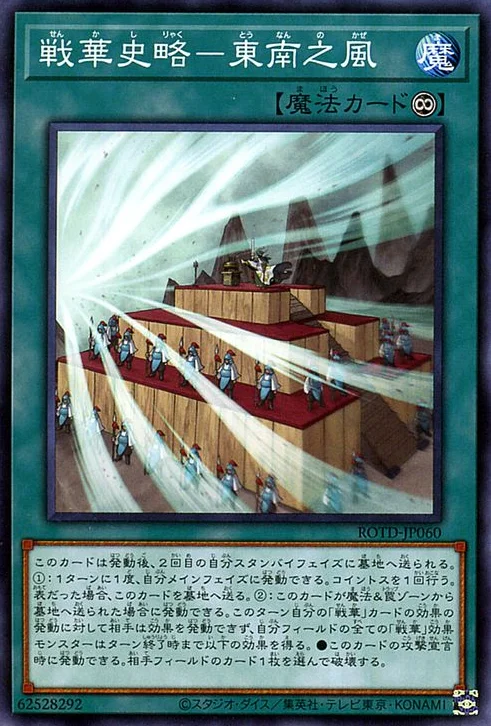 戦華史略－東南之風
魔
【魔法カード】
ROTD-JP060
このカードは発動後、2回目の自分スタンバイフェイズに墓地へ送られる。
①:1ターンに1度、自分メインフェイズに発動できる。コイントスを1回行う。
表だった場合、このカードを墓地へ送る。②:このカードが魔法&罠ゾーンから
墓地へ送られた場合に発動できる。このターン自分の「戦華」カードの効果の
発動に対して相手は効果を発動できず、自分フィールドの全ての「戦華」効果
モンスターはターン終了時まで以下の効果を得る。●このカードの攻撃宣言
時に発動できる。相手フィールドのカード1枚を選んで破壊する。
62528292
©スタジオ・ダイス/集英社・テレビ東京・KONAMI